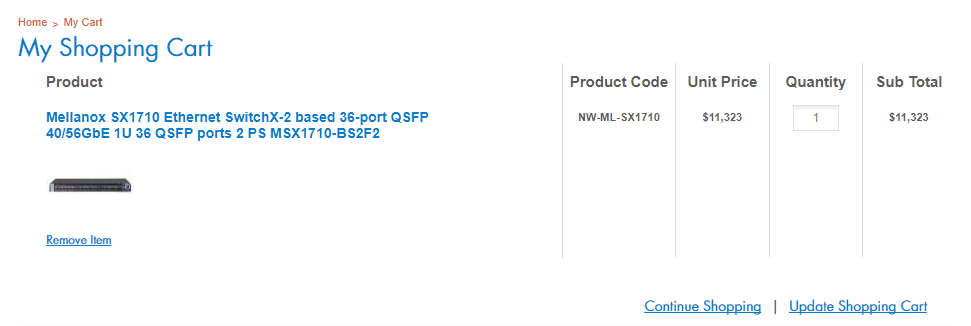 Home > My Cart
My Shopping Cart
Product Product Code Unit Price Quantity Sub Total
Mellanox SX1710 Ethernet SwitchX-2 based 36-port QSFP NW-ML-SX1710 $11,323 1 $11,323
40/56GbE 1U 36 QSFP ports 2 PS MSX1710-BS2F2
Remove Item
Continue Shopping | Update Shopping Cart